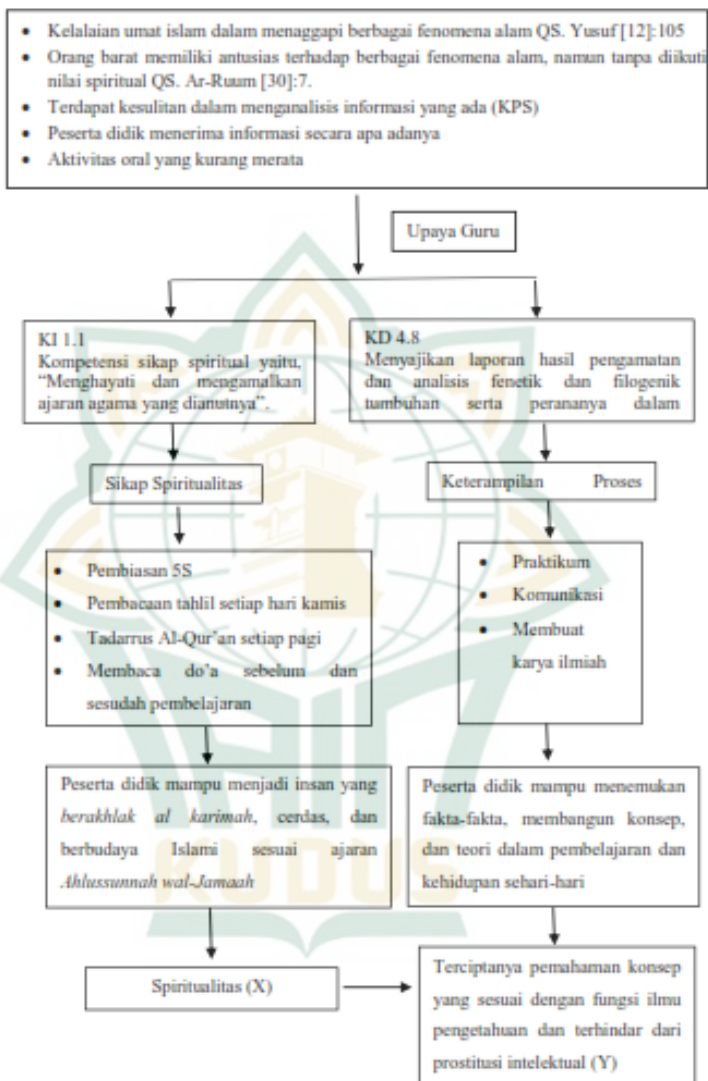 • Kelalaian umat islam dalam menaggapi berbagai fenomena alam QS. Yusuf [12]:105
• Orang barat memiliki antusias terhadap berbagai fenomena alam, namun tanpa diikuti
nilai spiritual QS. Ar-Ruum [30]:7.
• Terdapat kesulitan dalam menganalisis informasi yang ada (KPS)
• Peserta didik menerima informasi secara apa adanya
• Aktivitas oral yang kurang merata
Upaya Guru
KI 1.1
Kompetensi sikap spiritual yaitu,
“Menghayati dan mengamalkan
ajaran agama yang dianutnya”.
KD 4.8
Menyajikan laporan hasil pengamatan
dan analisis fenetik dan filogenik
tumbuhan serta perananya dalam
Sikap Spiritualitas
Keterampilan Proses
• Pembiasan 5S
• Pembacaan tahlil setiap hari kamis
• Tadarrus Al-Qur’an setiap pagi
• Membaca do’a sebelum dan
sesudah pembelajaran
• Praktikum
• Komunikasi
• Membuat
karya ilmiah
Peserta didik mampu menjadi insan yang
berakhlak al karimah, cerdas, dan
berbudaya Islami sesuai ajaran
Ahlussunnah wal-Jamaah
Peserta didik mampu menemukan
fakta-fakta, membangun konsep,
dan teori dalam pembelajaran dan
kehidupan sehari-hari
Spiritualitas (X)
Terciptanya pemahaman konsep
yang sesuai dengan fungsi ilmu
pengetahuan dan terhindar dari
prostitusi intelektual (Y)
KUDUS